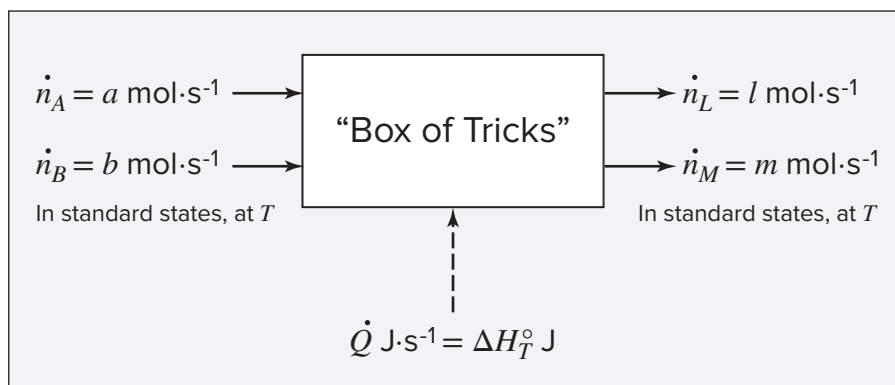 ṅ_A = a mol·s⁻¹
ṅ_B = b mol·s⁻¹
In standard states, at T
“Box of Tricks”
ṅ_L = l mol·s⁻¹
ṅ_M = m mol·s⁻¹
In standard states, at T
Q̇ J·s⁻¹ = ΔH°_T J